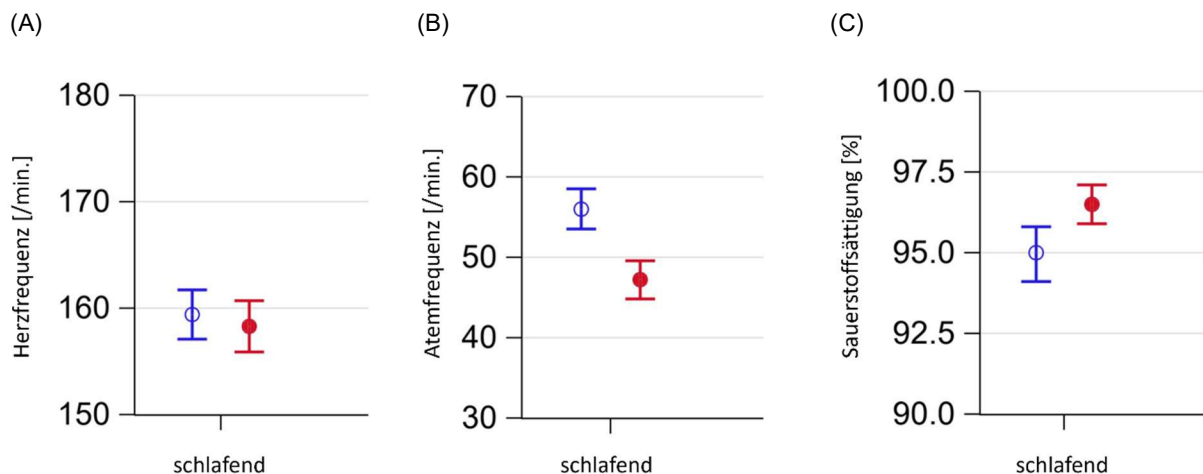 (A)
(B)
(C)
Herzfrequenz [/min.]
180
170
160
150
schlafend
Atemfrequenz [/min.]
70
60
50
40
30
schlafend
Sauerstoffsättigung [%]
100.0
97.5
95.0
92.5
90.0
schlafend